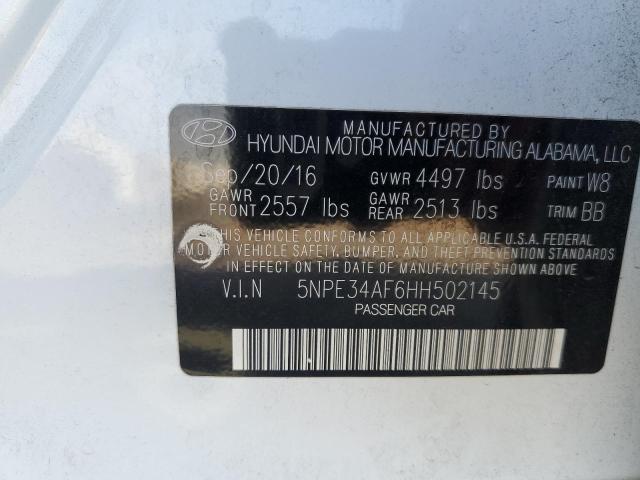 MANUFACTURED BY
HYUNDAI MOTOR MANUFACTURING ALABAMA, LLC
Sep/20/16 GVWR 4497 lbs PAINT W8
GAWR FRONT 2557 lbs GAWR REAR 2513 lbs TRIM BB
THIS VEHICLE CONFORMS TO ALL APPLICABLE U.S.A. FEDERAL
MOTOR VEHICLE SAFETY, BUMPER, AND THEFT PREVENTION STANDARDS
IN EFFECT ON THE DATE OF MANUFACTURE SHOWN ABOVE.
V.I.N 5NPE34AF6HH502145
PASSENGER CAR